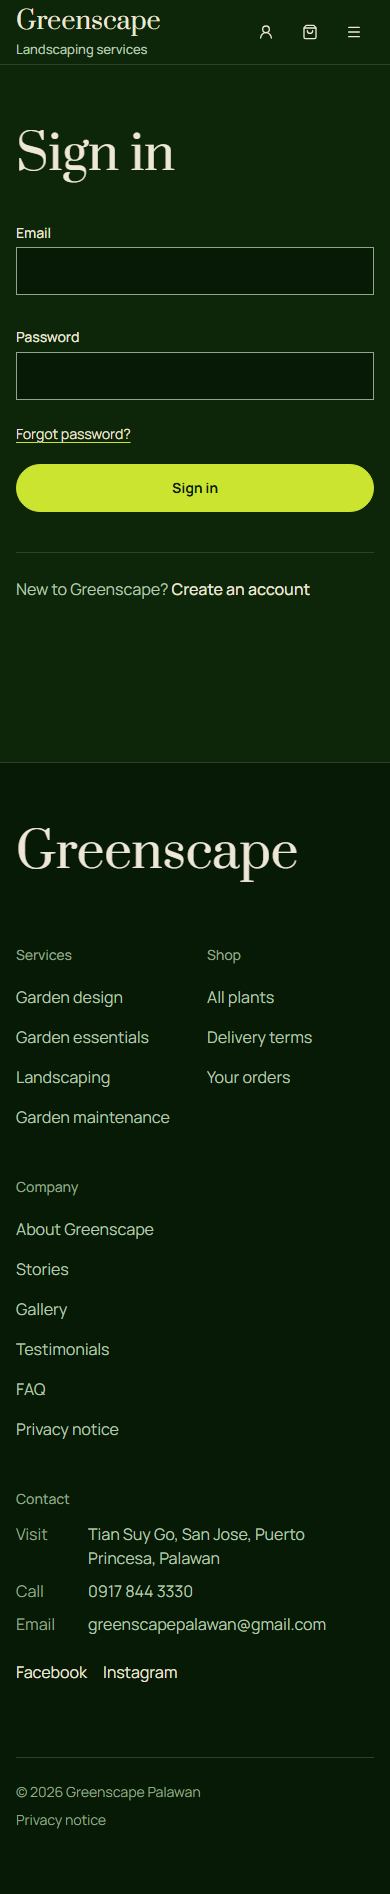 Greenscape
Landscaping services
Sign in
Email
Password
Forgot password?
Sign in
New to Greenscape? Create an account
Greenscape
Services
Garden design
Garden essentials
Landscaping
Garden maintenance
Shop
All plants
Delivery terms
Your orders
Company
About Greenscape
Stories
Gallery
Testimonials
FAQ
Privacy notice
Contact
Visit Tian Suy Go, San Jose, Puerto
Princesa, Palawan
Call 0917 844 3330
Email greenscapepalawan@gmail.com
Facebook Instagram
© 2026 Greenscape Palawan
Privacy notice